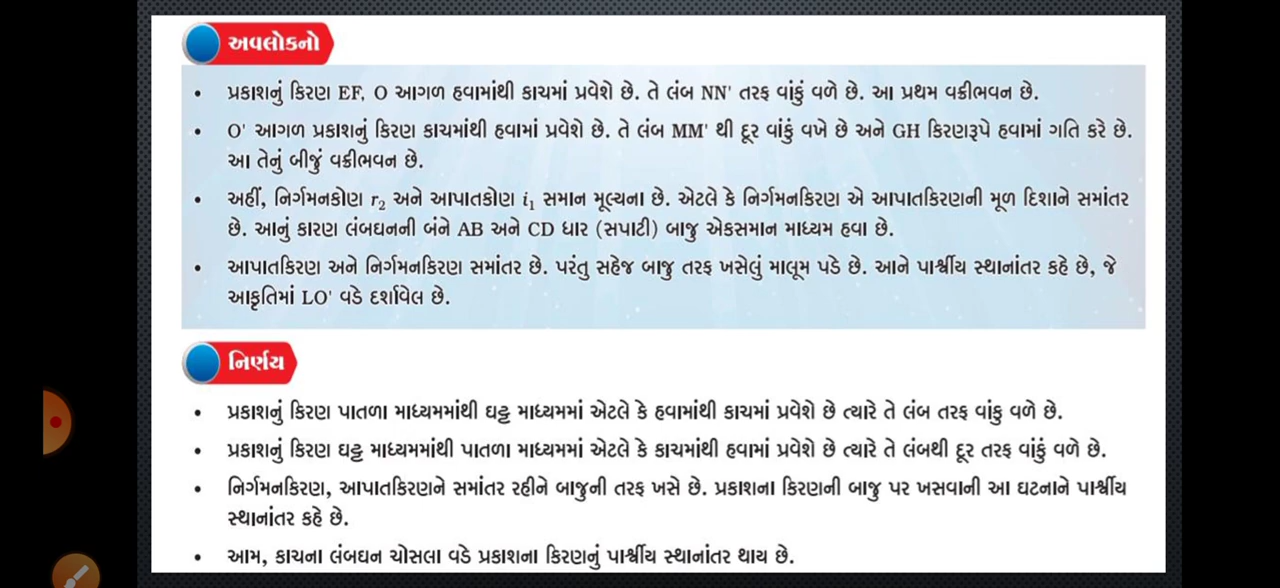 અવલોકનો
• પ્રકાશનું કિરણ EF, O આગળ હવામાંથી કાચમાં પ્રવેશે છે. તે લંબ NN' તરફ વાંકું વળે છે. આ પ્રથમ વક્રીભવન છે.
• O' આગળ પ્રકાશનું કિરણ કાચમાંથી હવામાં પ્રવેશે છે. તે લંબ MM' થી દૂર વાંકું વખે છે અને GH કિરણરૂપે હવામાં ગતિ કરે છે.
આ તેનું બીજું વક્રીભવન છે.
• અહીં, નિર્ગમનકોણ r₂ અને આપાતકોણ i₁ સમાન મૂલ્યના છે. એટલે કે નિર્ગમનકિરણ એ આપાતકિરણની મૂળ દિશાને સમાંતર
છે. આનું કારણ લંબઘનની બંને AB અને CD ધાર (સપાટી) બાજુ એકસમાન માધ્યમ હવા છે.
• આપાતકિરણ અને નિર્ગમનકિરણ સમાંતર છે. પરંતુ સહેજ બાજુ તરફ ખસેલું માલૂમ પડે છે. આને પાર્શ્વીય સ્થાનાંતર કહે છે, જે
આકૃતિમાં LO' વડે દર્શાવેલ છે.
નિર્ણય
• પ્રકાશનું કિરણ પાતળા માધ્યમમાંથી ઘટ્ટ માધ્યમમાં એટલે કે હવામાંથી કાચમાં પ્રવેશે છે ત્યારે તે લંબ તરફ વાંકુ વળે છે.
• પ્રકાશનું કિરણ ઘટ્ટ માધ્યમમાંથી પાતળા માધ્યમમાં એટલે કે કાચમાંથી હવામાં પ્રવેશે છે ત્યારે તે લંબથી દૂર તરફ વાંકું વળે છે.
• નિર્ગમનકિરણ, આપાતકિરણને સમાંતર રહીને બાજુની તરફ ખસે છે. પ્રકાશના કિરણની બાજુ પર ખસવાની આ ઘટનાને પાર્શ્વીય
સ્થાનાંતર કહે છે.
• આમ, કાચના લંબઘન ચોસલા વડે પ્રકાશના કિરણનું પાર્શ્વીય સ્થાનાંતર થાય છે.